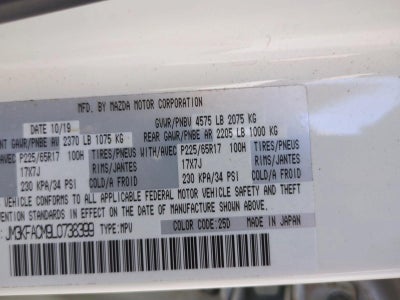 MFD. BY MAZDA MOTOR CORPORATION
DATE 10/19 GVWR/PNBV 4575 LB 2075 KG
NT GAWR/PNBE AV 2370 LB 1075 KG REAR GAWR/PNBE AR 2205 LB 1000 KG
/AVEC P225/65R17 100H TIRES/PNEUS WITH/AVEC P225/65R17 100H TIRES/PNEUS
17X7J RIMS/JANTES 17X7J RIMS/JANTES
230 KPA/34 PSI COLD/A FROID 230 KPA/34 PSI COLD/A FROID
VEHICLE CONFORMS TO ALL APPLICABLE FEDERAL MOTOR VEHICLE SAFETY AND THEFT
VENTION STANDARDS IN EFFECT ON THE DATE OF MANUFACTURE SHOWN ABOVE.
TYPE:MPV COLOR CODE:25D MADE IN JAPAN